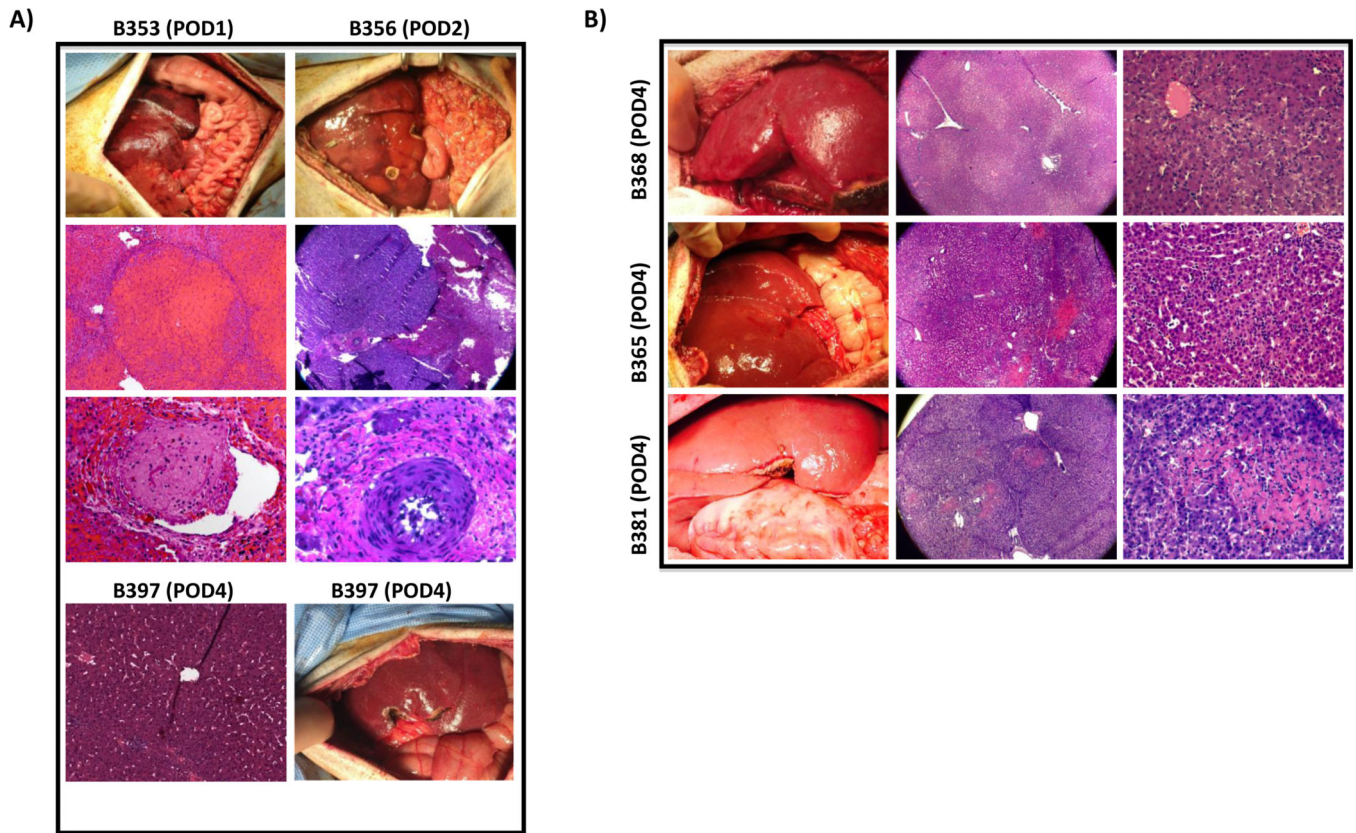 A)
B353 (POD1)
B356 (POD2)
B397 (POD4)
B397 (POD4)
B)
B368 (POD4)
B365 (POD4)
B381 (POD4)